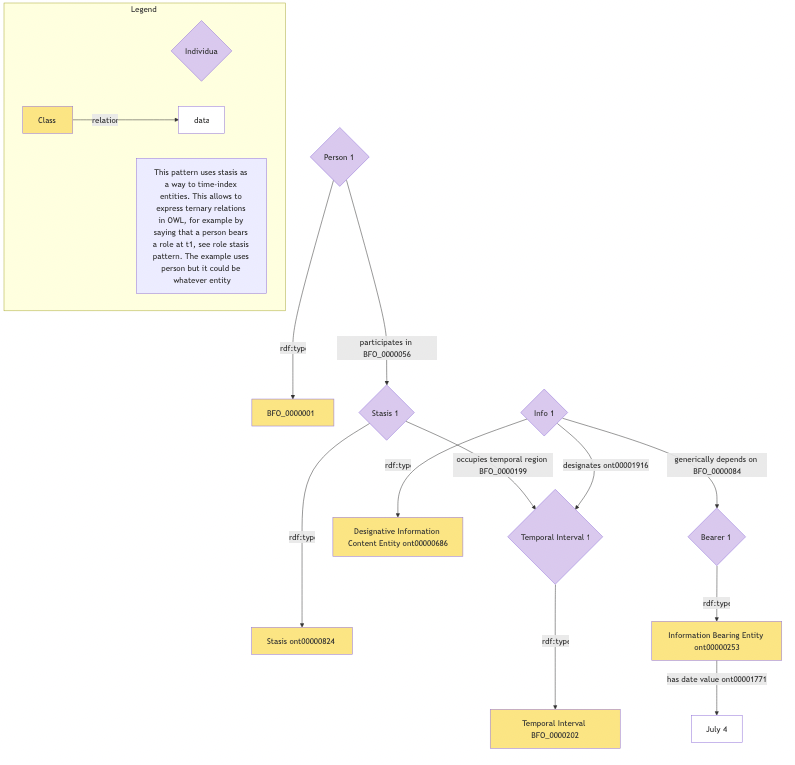 Legend
Individua
Class
relation
data
This pattern uses stasis as
a way to time-index
entities. This allows to
express ternary relations
in OWL, for example by
saying that a person bears
a role at t1, see role stasis
pattern. The example uses
person but it could be
whatever entity
Person 1
rdf:type
participates in
BFO_0000056
BFO_0000001
Stasis 1
Info 1
rdf:type
occupies temporal region
BFO_0000199
designates ont00001916
generically depends on
BFO_0000084
rdf:type
Designative Information
Content Entity ont00000686
Temporal Interval 1
Bearer 1
rdf:type
Stasis ont00000824
rdf:type
Information Bearing Entity
ont00000253
has date value ont00001771
Temporal Interval
BFO_0000202
July 4